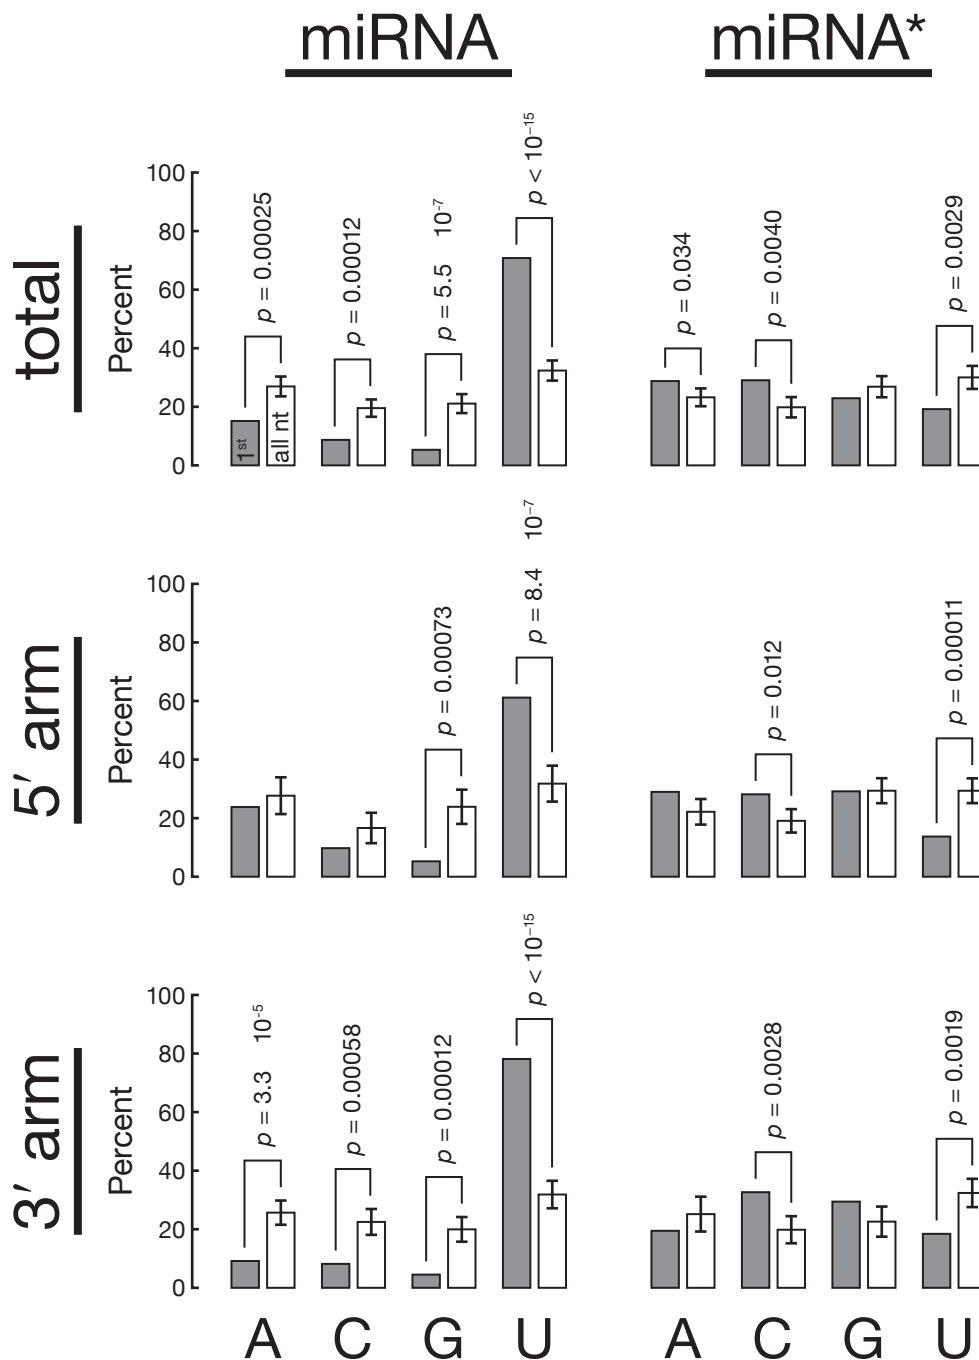 miRNA
miRNA*
total
Percent
100
80
60
40
20
0
p = 0.00025
p = 0.00012
p = 5.5 10⁻⁷
p < 10⁻¹⁵
1st
all nt
p = 0.034
p = 0.0040
p = 0.0029
5′ arm
Percent
100
80
60
40
20
0
p = 0.00073
p = 8.4 10⁻⁷
p = 0.012
p = 0.00011
3′ arm
Percent
100
80
60
40
20
0
p = 3.3 10⁻⁵
p = 0.00058
p = 0.00012
p < 10⁻¹⁵
p = 0.0028
p = 0.0019
A C G U
A C G U